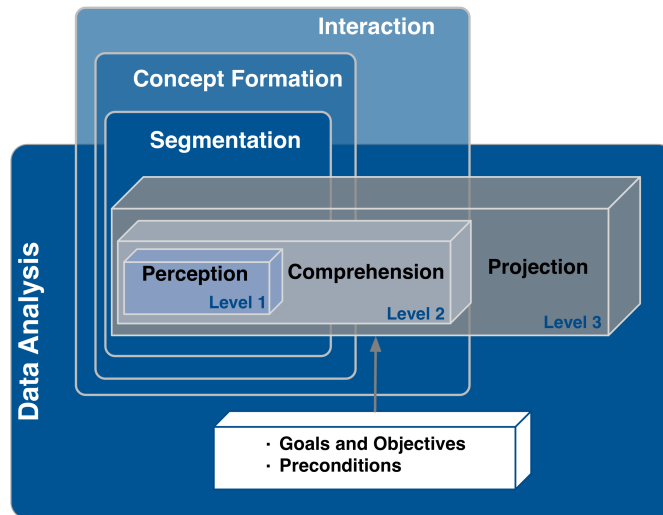 Interaction
Concept Formation
Segmentation
Data Analysis
Perception
Level 1
Comprehension
Level 2
Projection
Level 3
· Goals and Objectives
· Preconditions